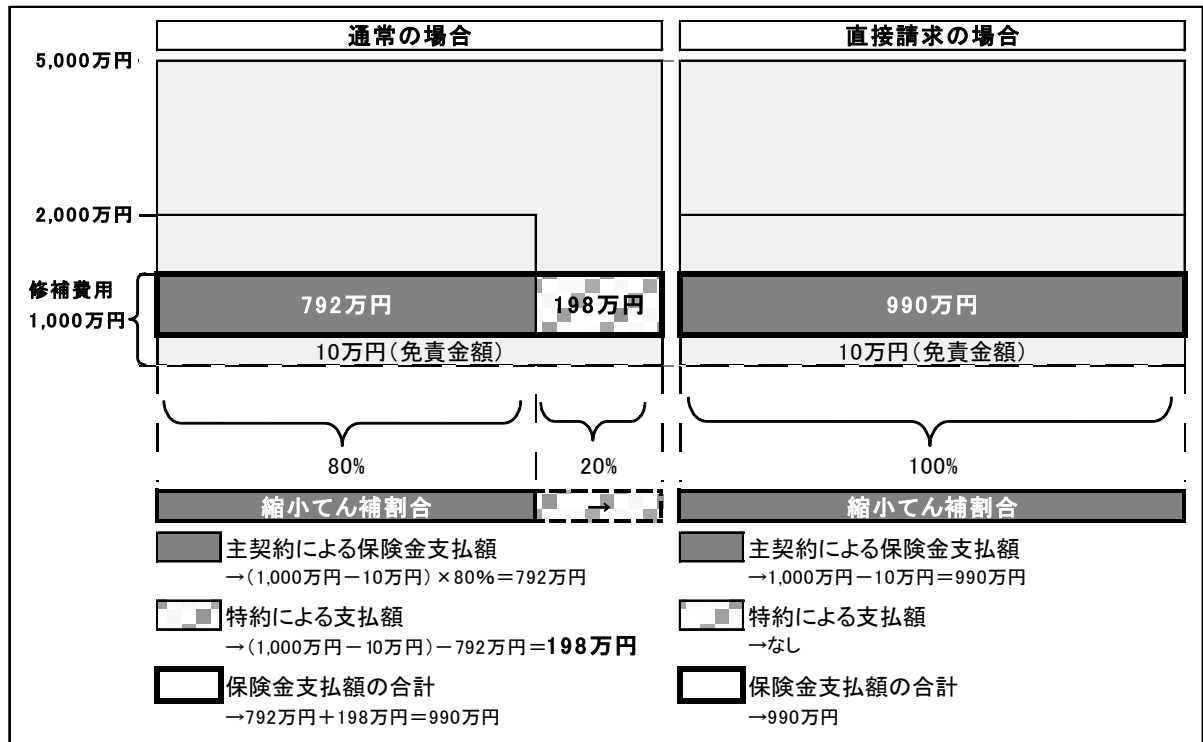 通常の場合
直接請求の場合
5,000万円
2,000万円
修補費用
1,000万円
792万円
198万円
990万円
10万円(免責金額)
10万円(免責金額)
80%
20%
100%
縮小てん補割合
→
縮小てん補割合
主契約による保険金支払額
→(1,000万円-10万円)×80%=792万円
特約による支払額
→(1,000万円-10万円)-792万円=198万円
保険金支払額の合計
→792万円+198万円=990万円
主契約による保険金支払額
→1,000万円-10万円=990万円
特約による支払額
→なし
保険金支払額の合計
→990万円